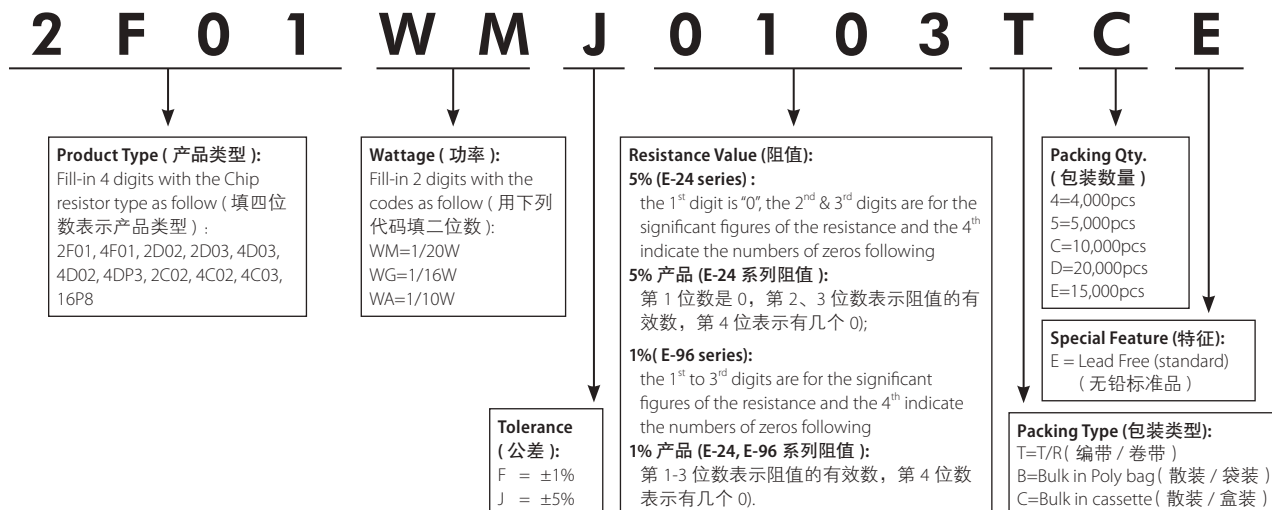 2F01 WM J 0103 T C E
Product Type ( 产品类型 ):
Fill-in 4 digits with the Chip
resistor type as follow ( 填四位
数表示产品类型 ) :
2F01, 4F01, 2D02, 2D03, 4D03,
4D02, 4DP3, 2C02, 4C02, 4C03,
16P8
Wattage ( 功率 ):
Fill-in 2 digits with the
codes as follow ( 用下列
代码填二位数 ):
WM=1/20W
WG=1/16W
WA=1/10W
Tolerance
( 公差 ):
F = ±1%
J = ±5%
Resistance Value (阻值):
5% (E-24 series) :
the 1st digit is "0", the 2nd & 3rd digits are for the
significant figures of the resistance and the 4th
indicate the numbers of zeros following
5% 产品 (E-24 系列阻值 ):
第 1 位数是 0，第 2、3 位数表示阻值的有
效数，第 4 位表示有几个 0);
1%( E-96 series):
the 1st to 3rd digits are for the significant
figures of the resistance and the 4th indicate
the numbers of zeros following
1% 产品 (E-24, E-96 系列阻值 ):
第 1-3 位数表示阻值的有效数，第 4 位数
表示有几个 0).
Packing Qty.
( 包装数量 )
4=4,000pcs
5=5,000pcs
C=10,000pcs
D=20,000pcs
E=15,000pcs
Special Feature (特征):
E = Lead Free (standard)
( 无铅标准品 )
Packing Type (包装类型):
T=T/R( 编带 / 卷带 )
B=Bulk in Poly bag( 散装 / 袋装 )
C=Bulk in cassette( 散装 / 盒装 )